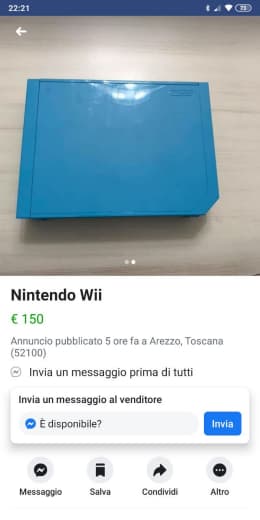 22:21
73
Nintendo Wii
€ 150
Annuncio pubblicato 5 ore fa a Arezzo, Toscana
(52100)
Invia un messaggio prima di tutti
Invia un messaggio al venditore
È disponibile?
Invia
Messaggio
Salva
Condividi
Altro